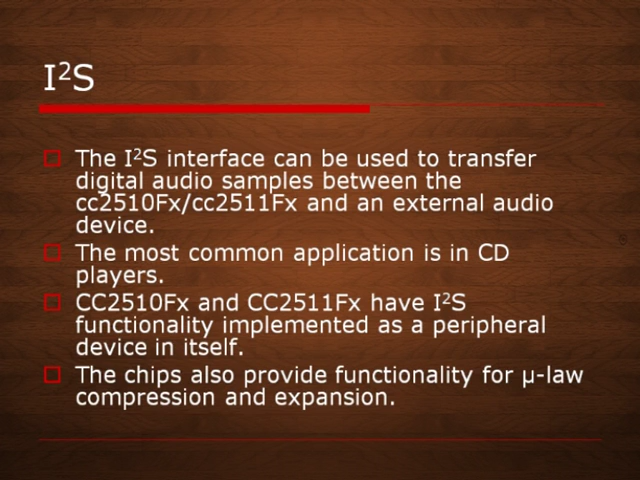 I²S
The I²S interface can be used to transfer
digital audio samples between the
cc2510Fx/cc2511Fx and an external audio
device.
The most common application is in CD
players.
CC2510Fx and CC2511Fx have I²S
functionality implemented as a peripheral
device in itself.
The chips also provide functionality for μ-law
compression and expansion.